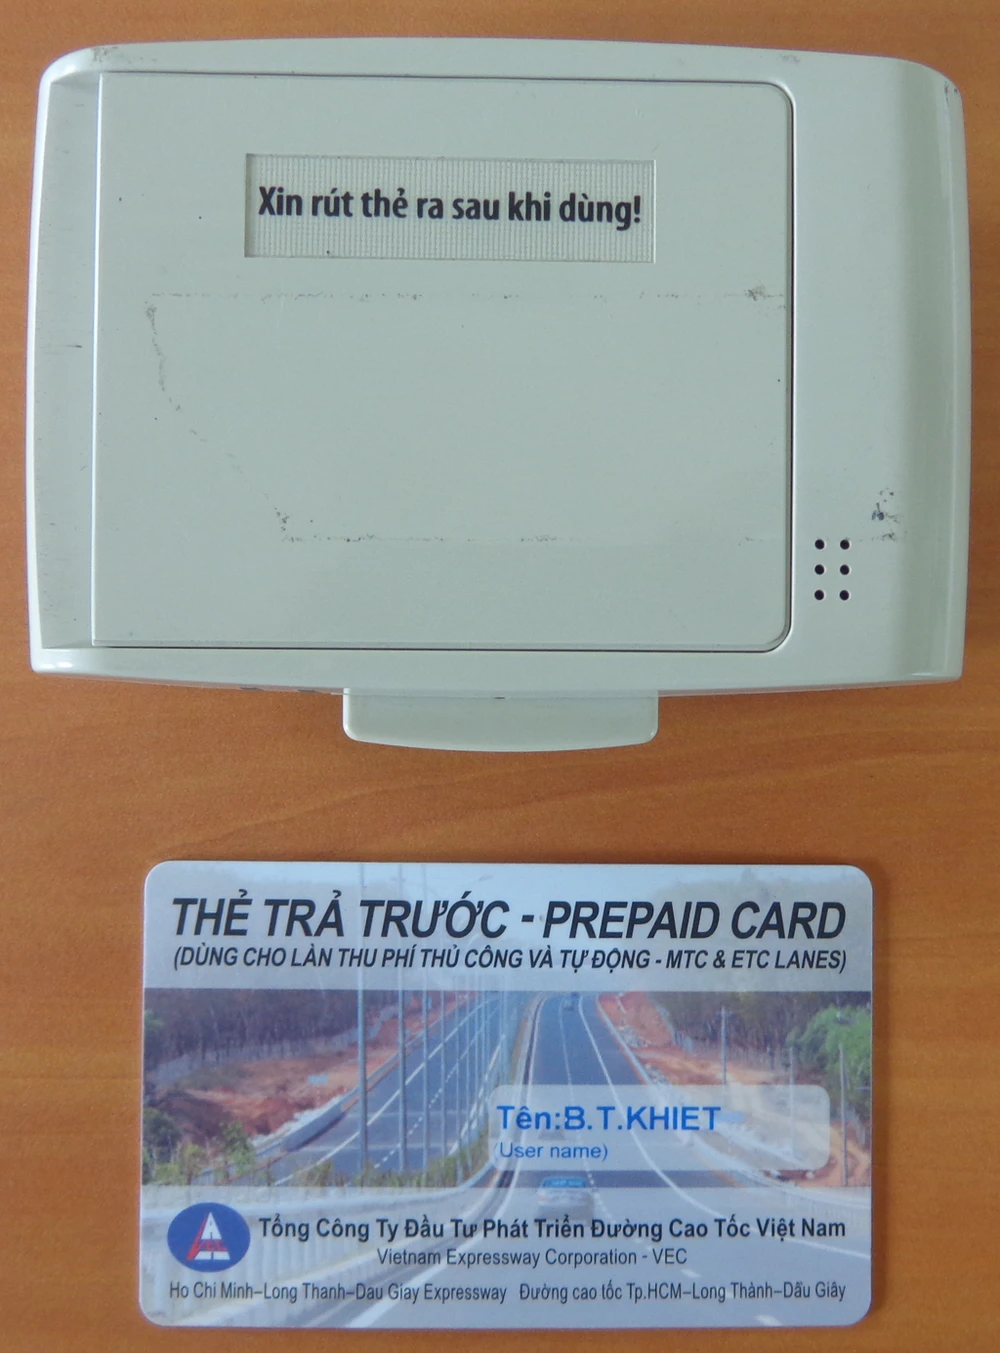 Xin rút thẻ ra sau khi dùng!
THẺ TRẢ TRƯỚC - PREPAID CARD
(DÙNG CHO LÀN THU PHÍ THỦ CÔNG VÀ TỰ ĐỘNG - MTC & ETC LANES)
Tên:B.T.KHIET
(User name)
Tổng Công Ty Đầu Tư Phát Triển Đường Cao Tốc Việt Nam
Vietnam Expressway Corporation - VEC
Ho Chi Minh–Long Thanh–Dau Giay Expressway Đường cao tốc Tp.HCM–Long Thành–Dấu Giây